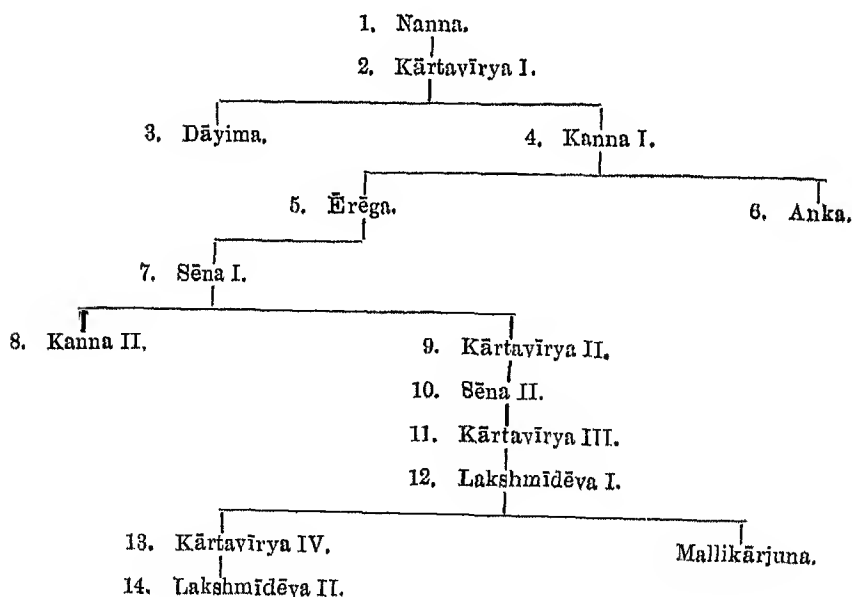 1. Nanna.
2. Kārtavīrya I.
3. Dāyima. 4. Kanna I.
5. Ērēga. 6. Anka.
7. Sēna I.
8. Kanna II. 9. Kārtavīrya II.
10. Sēna II.
11. Kārtavīrya III.
12. Lakshmīdēva I.
13. Kārtavīrya IV. Mallikārjuna.
14. Lakshmīdēva II.